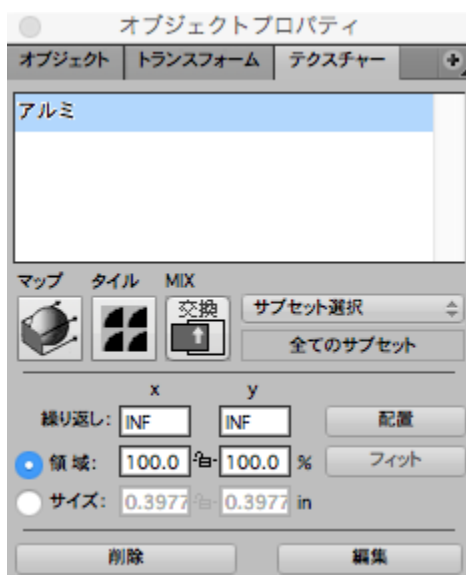 オブジェクトプロパティ
オブジェクト トランスフォーム テクスチャー
アルミ
マップ タイル MIX
交換 サブセット選択
全てのサブセット
x y
繰り返し: INF INF 配置
領域: 100.0 100.0 % フィット
サイズ: 0.3977 0.3977 in
削除 編集